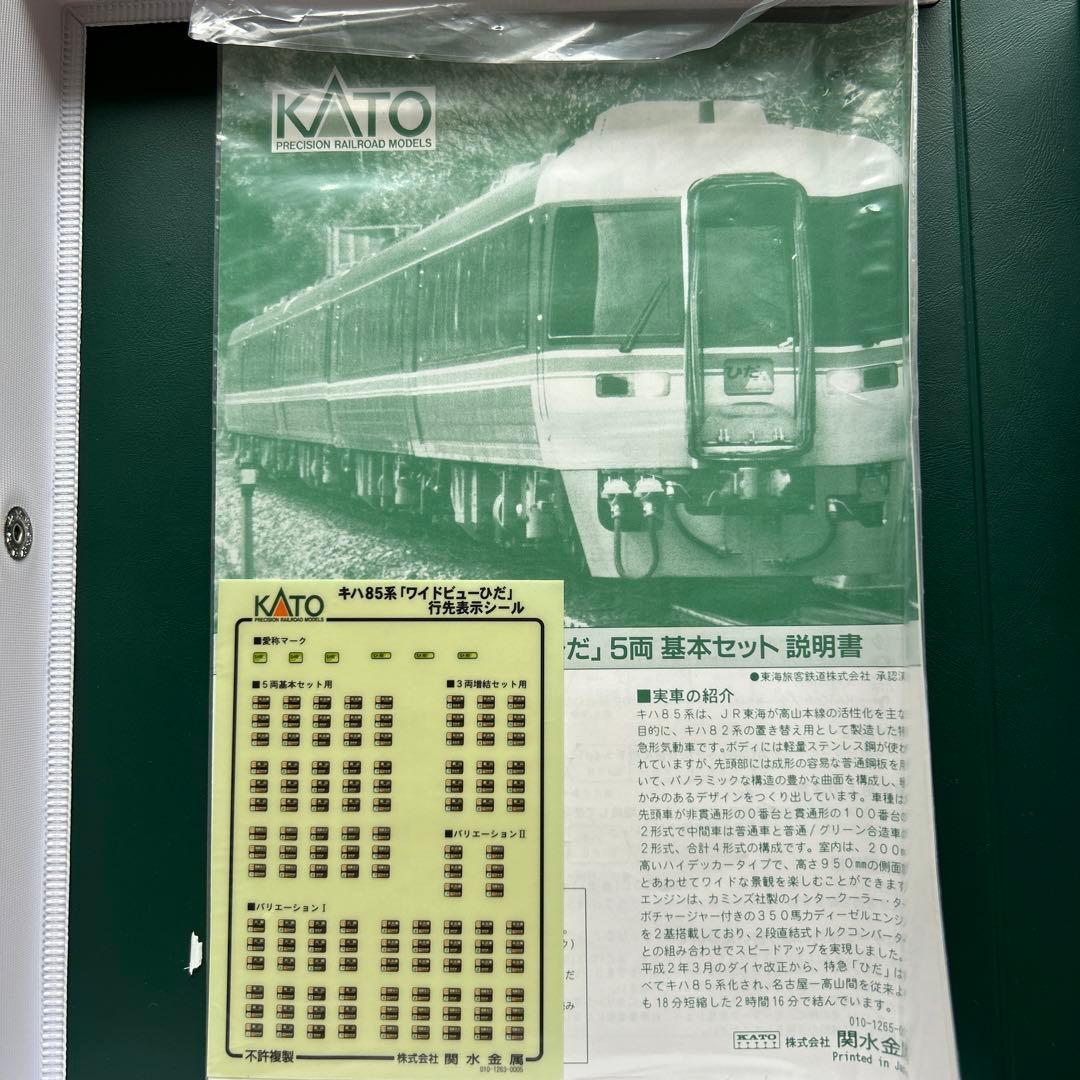 KATO
PRECISION RAILROAD MODELS
ひだ
KATO
PRECISION RAILROAD MODELS
キハ85系「ワイドビューひだ」
行先表示シール
■愛称マーク
■5両基本セット用
■3両増結セット用
■バリエーションⅡ
■バリエーションⅠ
不許複製
株式会社 関水金属
010-1263-0005
だ」5両 基本セット 説明書
●東海旅客鉄道株式会社 承認済
■実車の紹介
キハ85系は、JR東海が高山本線の活性化を主な
目的に、キハ82系の置き替え用として製造した特
急形気動車です。ボディには軽量ステンレス鋼が使わ
れていますが、先頭部には成形の容易な普通鋼板を用
いて、パノラミックな構造の豊かな曲面を構成し、暖
かみのあるデザインをつくり出しています。車種は、
先頭車が非貫通形の0番台と貫通形の100番台の
2形式で中間車は普通車と普通/グリーン合造車の
2形式、合計4形式の構成です。室内は、200m
高いハイデッカータイプで、高さ950mmの側面
とあわせてワイドな景観を楽しむことができます
エンジンは、カミンズ社製のインタークーラー・タ
ボチャージャー付きの350馬力ディーゼルエンジ
を2基搭載しており、2段直結式トルクコンバータ
との組み合わせでスピードアップを実現しました。
平成2年3月のダイヤ改正から、特急「ひだ」は
べてキハ85系化され、名古屋ー高山間を従来よ
も18分短縮した2時間16分で結んでいます。
010-1265-0
KATO 株式会社 関水金
Printed in Ja